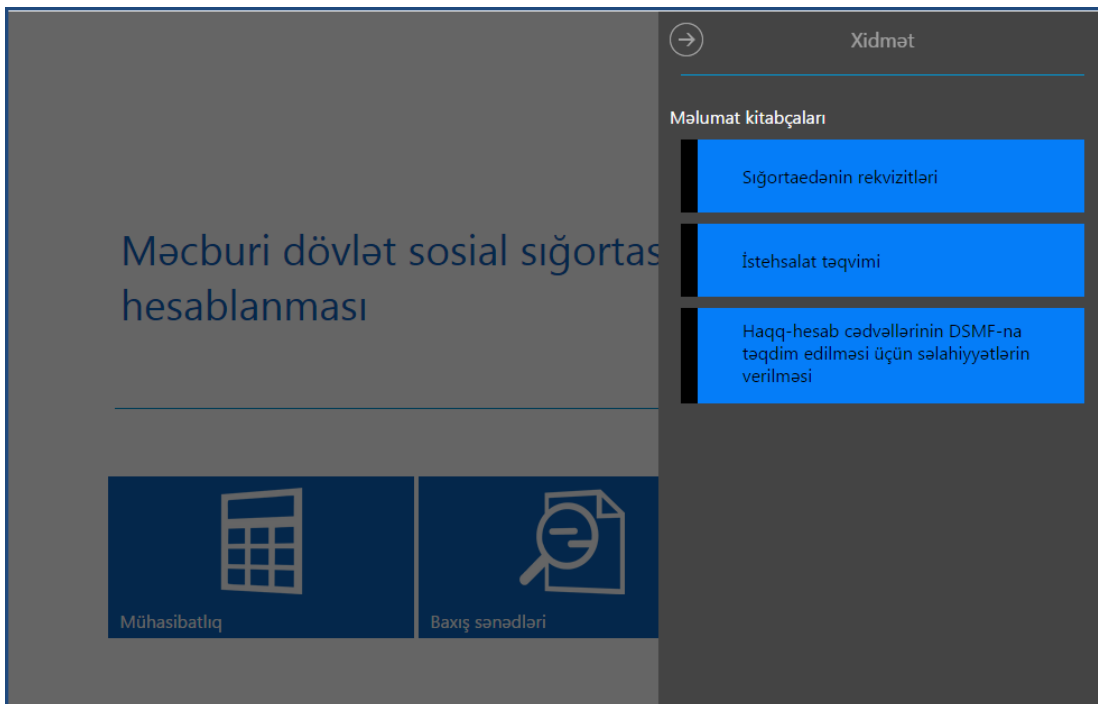 Xidmət
Məlumat kitabçaları
Sığortaedənin rekvizitləri
İstehsalat təqvimi
Haqq-hesab cədvəllərinin DSMF-na
təqdim edilməsi üçün səlahiyyətlərin
verilməsi
Məcburi dövlət sosial sığortas
hesablanması
Mühasibatlıq
Baxış sənədləri